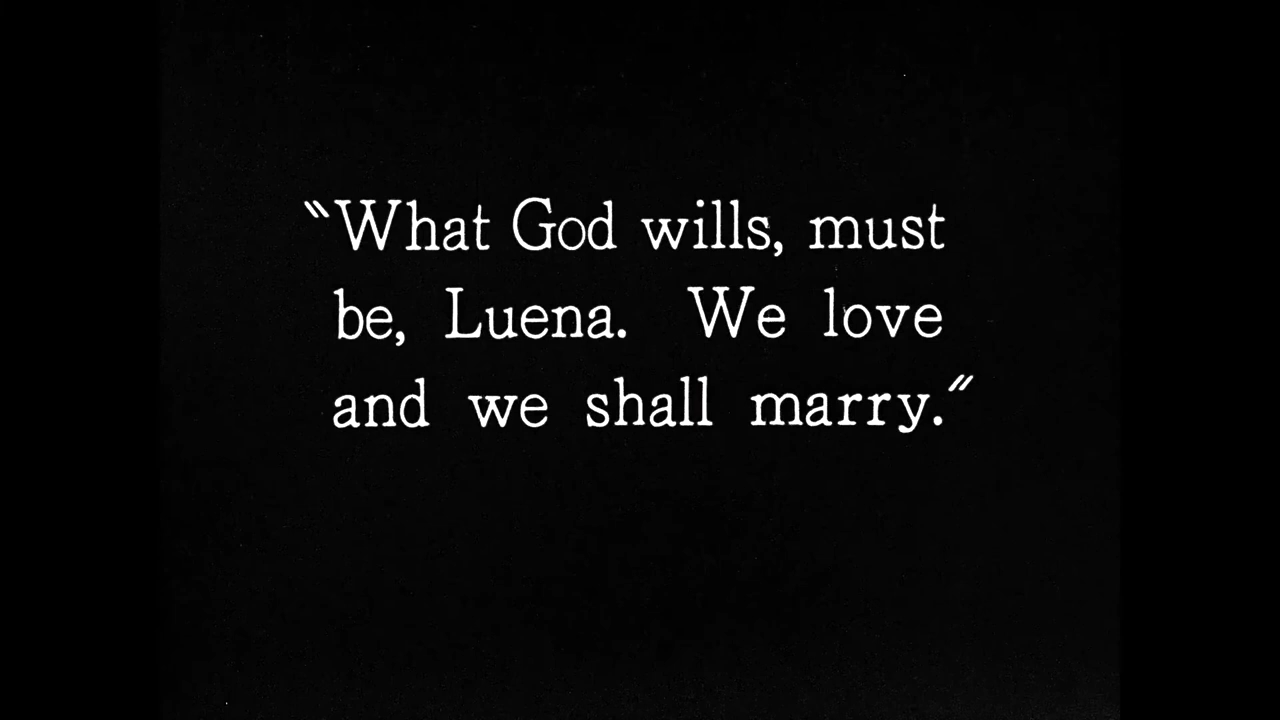 “What God wills, must
be, Luena. We love
and we shall marry.”